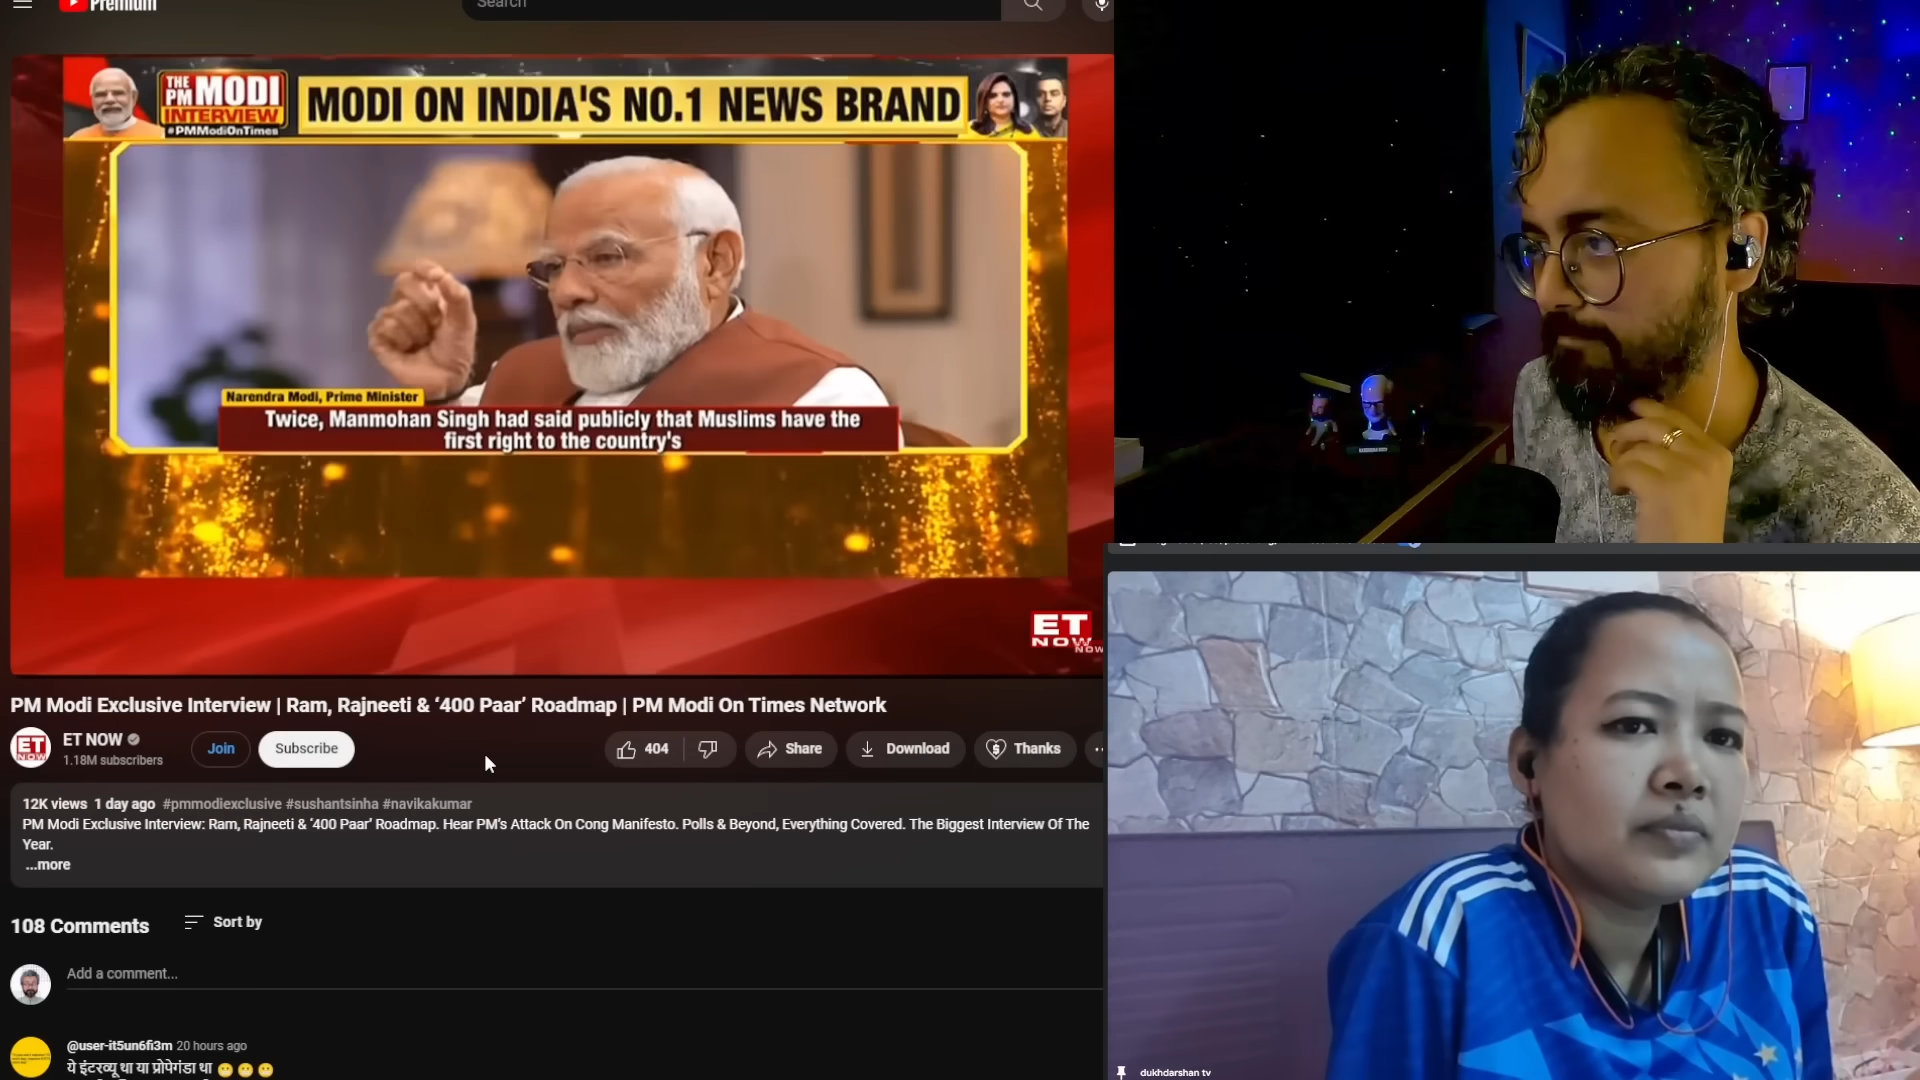 Premium
Search
THE
PM MODI
INTERVIEW
#PMModiOnTimes
MODI ON INDIA'S NO.1 NEWS BRAND
Narendra Modi, Prime Minister
Twice, Manmohan Singh had said publicly that Muslims have the
first right to the country's
ET
NOW
NOW
PM Modi Exclusive Interview | Ram, Rajneeti & ‘400 Paar’ Roadmap | PM Modi On Times Network
ET
NOW
ET NOW
1.18M subscribers
Join
Subscribe
404
Share
Download
Thanks
12K views 1 day ago #pmmodiexclusive #sushantsinha #navikakumar
PM Modi Exclusive Interview: Ram, Rajneeti & ‘400 Paar’ Roadmap. Hear PM's Attack On Cong Manifesto. Polls & Beyond, Everything Covered. The Biggest Interview Of The
Year.
...more
108 Comments
Sort by
Add a comment...
@user-it5un6fi3m 20 hours ago
ये इंटरव्यू था या प्रोपेगंडा था 😬😬😬
dukhdarshan tv